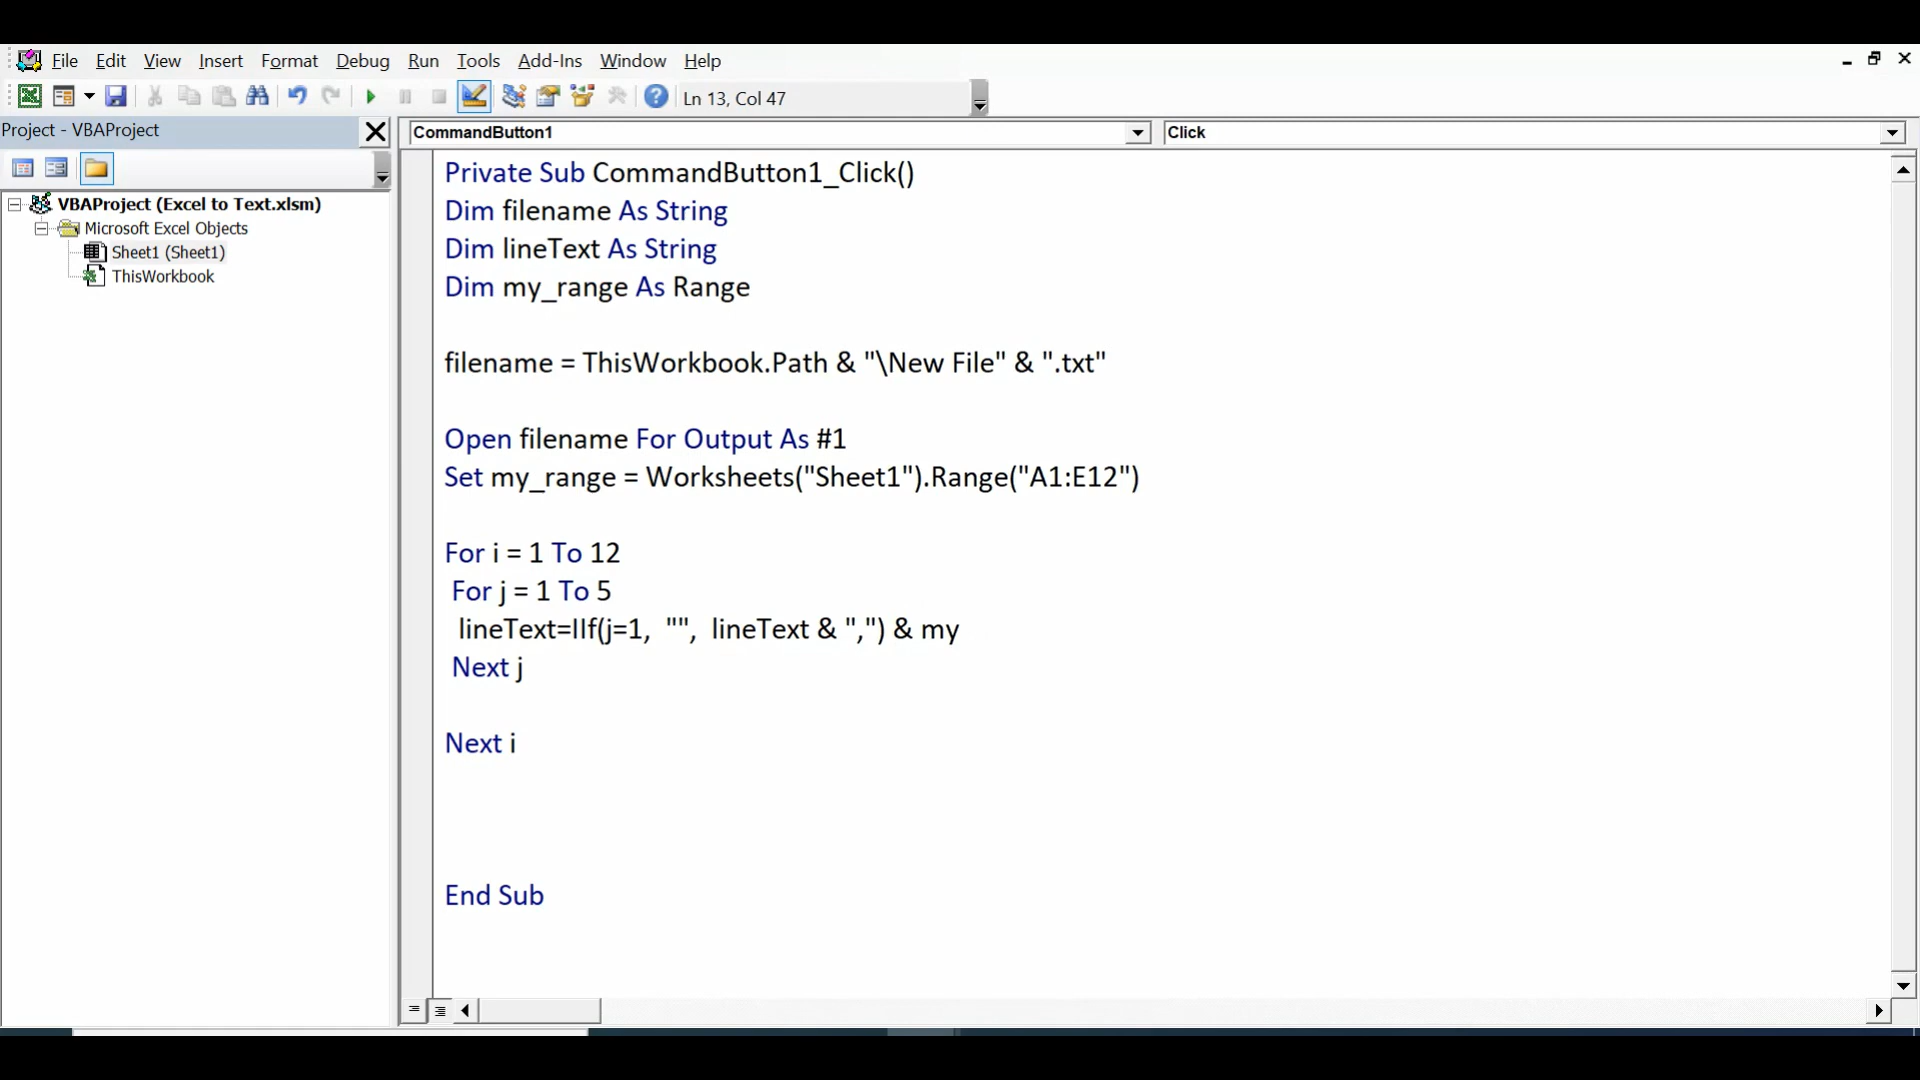 File Edit View Insert Format Debug Run Tools Add-Ins Window Help
Ln 13, Col 47
Project - VBAProject
CommandButton1
Click
VBAProject (Excel to Text.xlsm)
Microsoft Excel Objects
Sheet1 (Sheet1)
ThisWorkbook
Private Sub CommandButton1_Click()
Dim filename As String
Dim lineText As String
Dim my_range As Range
filename = ThisWorkbook.Path & "\New File" & ".txt"
Open filename For Output As #1
Set my_range = Worksheets("Sheet1").Range("A1:E12")
For i = 1 To 12
For j = 1 To 5
lineText=IIf(j=1, "", lineText & ",") & my
Next j
Next i
End Sub